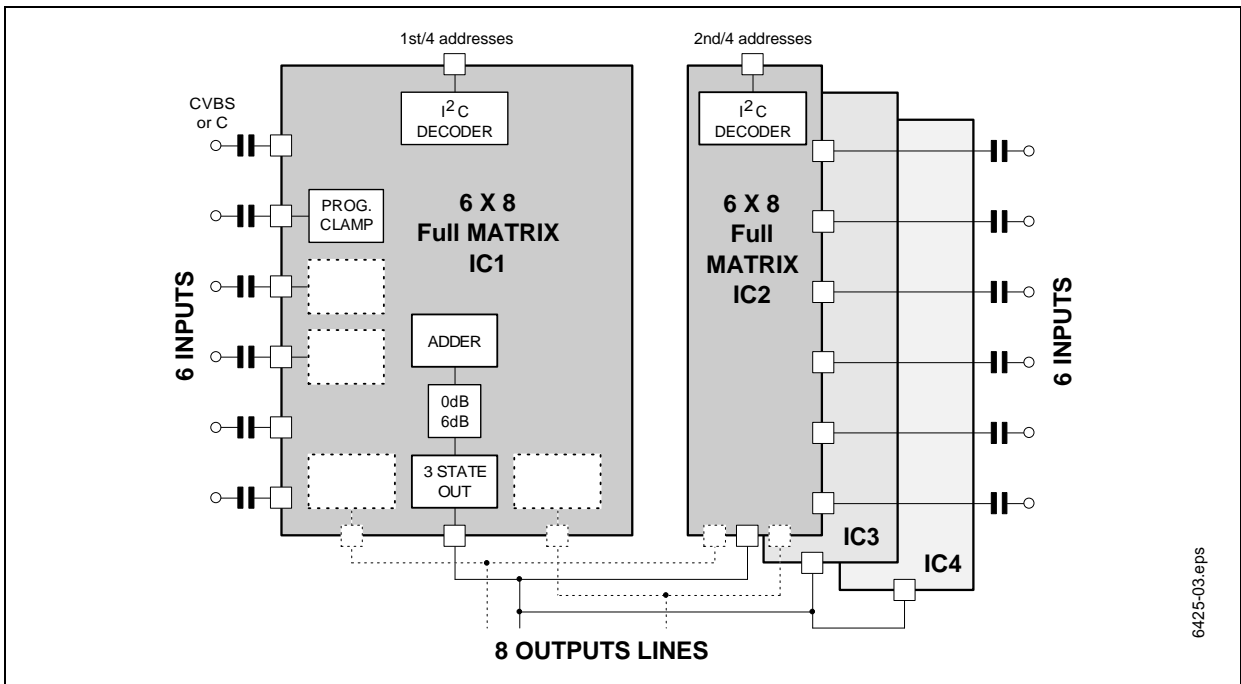 1st/4 addresses
2nd/4 addresses
CVBS
or C
I2C
DECODER
I2C
DECODER
PROG.
CLAMP
6 X 8
Full MATRIX
IC1
6 X 8
Full
MATRIX
IC2
6 INPUTS
6 INPUTS
ADDER
0dB
6dB
3 STATE
OUT
IC3
IC4
8 OUTPUTS LINES
6425-03.eps